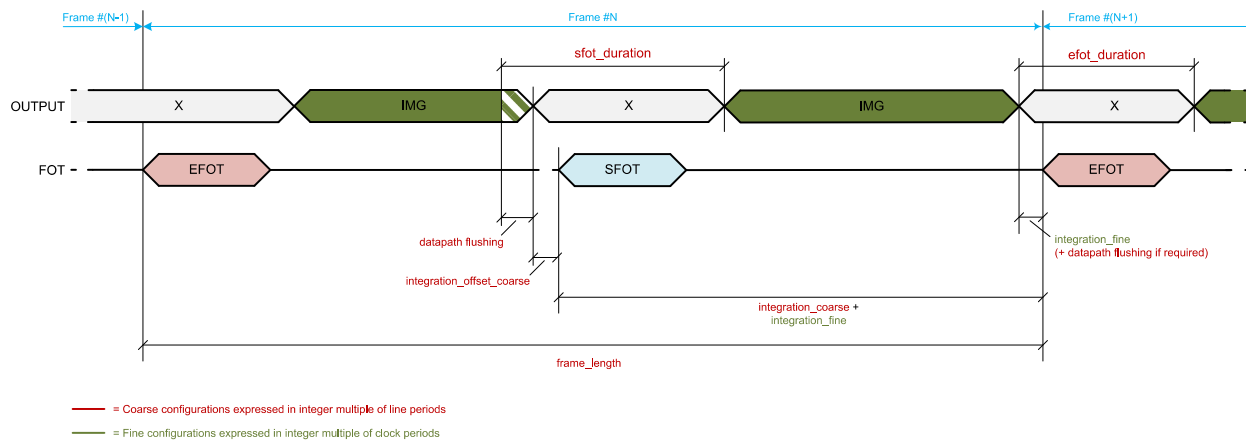 Frame #(N-1)
Frame #N
Frame #(N+1)
sfot_duration
efot_duration
OUTPUT
X
IMG
X
IMG
X
FOT
EFOT
SFOT
EFOT
datapath flushing
integration_fine
(+ datapath flushing if required)
integration_offset_coarse
integration_coarse +
integration_fine
frame_length
= Coarse configurations expressed in integer multiple of line periods
= Fine configurations expressed in integer multiple of clock periods